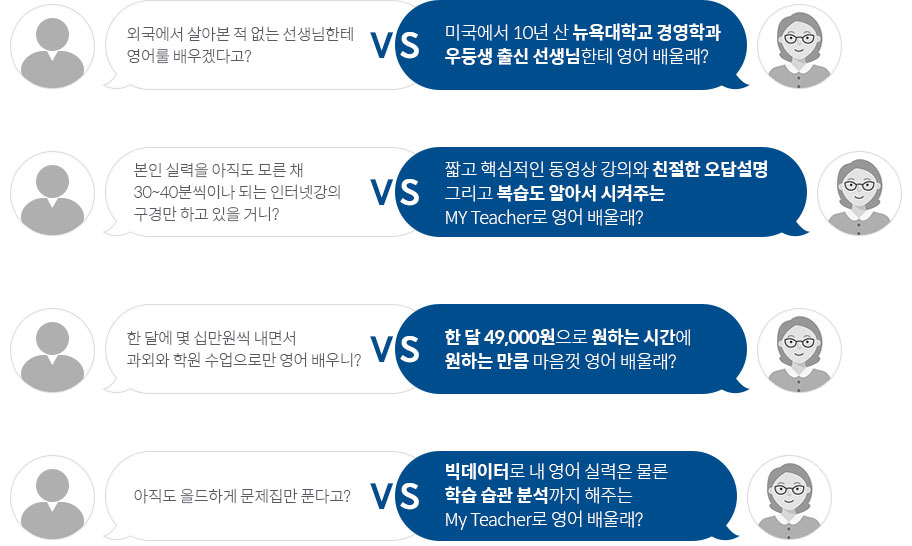 외국에서 살아본 적 없는 선생님한테
영어를 배우겠다고?
VS
미국에서 10년 산 뉴욕대학교 경영학과
우등생 출신 선생님한테 영어 배울래?
본인 실력을 아직도 모른 채
30~40분씩이나 되는 인터넷강의
구경만 하고 있을 거니?
VS
짧고 핵심적인 동영상 강의와 친절한 오답설명
그리고 복습도 알아서 시켜주는
MY Teacher로 영어 배울래?
한 달에 몇 십만원씩 내면서
과외와 학원 수업으로만 영어 배우니?
VS
한 달 49,000원으로 원하는 시간에
원하는 만큼 마음껏 영어 배울래?
아직도 올드하게 문제집만 푼다고?
VS
빅데이터로 내 영어 실력은 물론
학습 습관 분석까지 해주는
My Teacher로 영어 배울래?